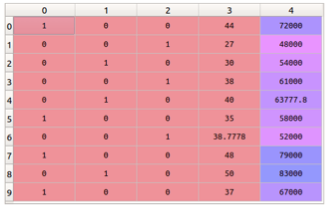 0 1 2 3 4
0 1 0 0 44 72000
1 0 0 1 27 48000
2 0 1 0 30 54000
3 0 0 1 38 61000
4 0 1 0 40 63777.8
5 1 0 0 35 58000
6 0 0 1 38.7778 52000
7 1 0 0 48 79000
8 0 1 0 50 83000
9 1 0 0 37 67000